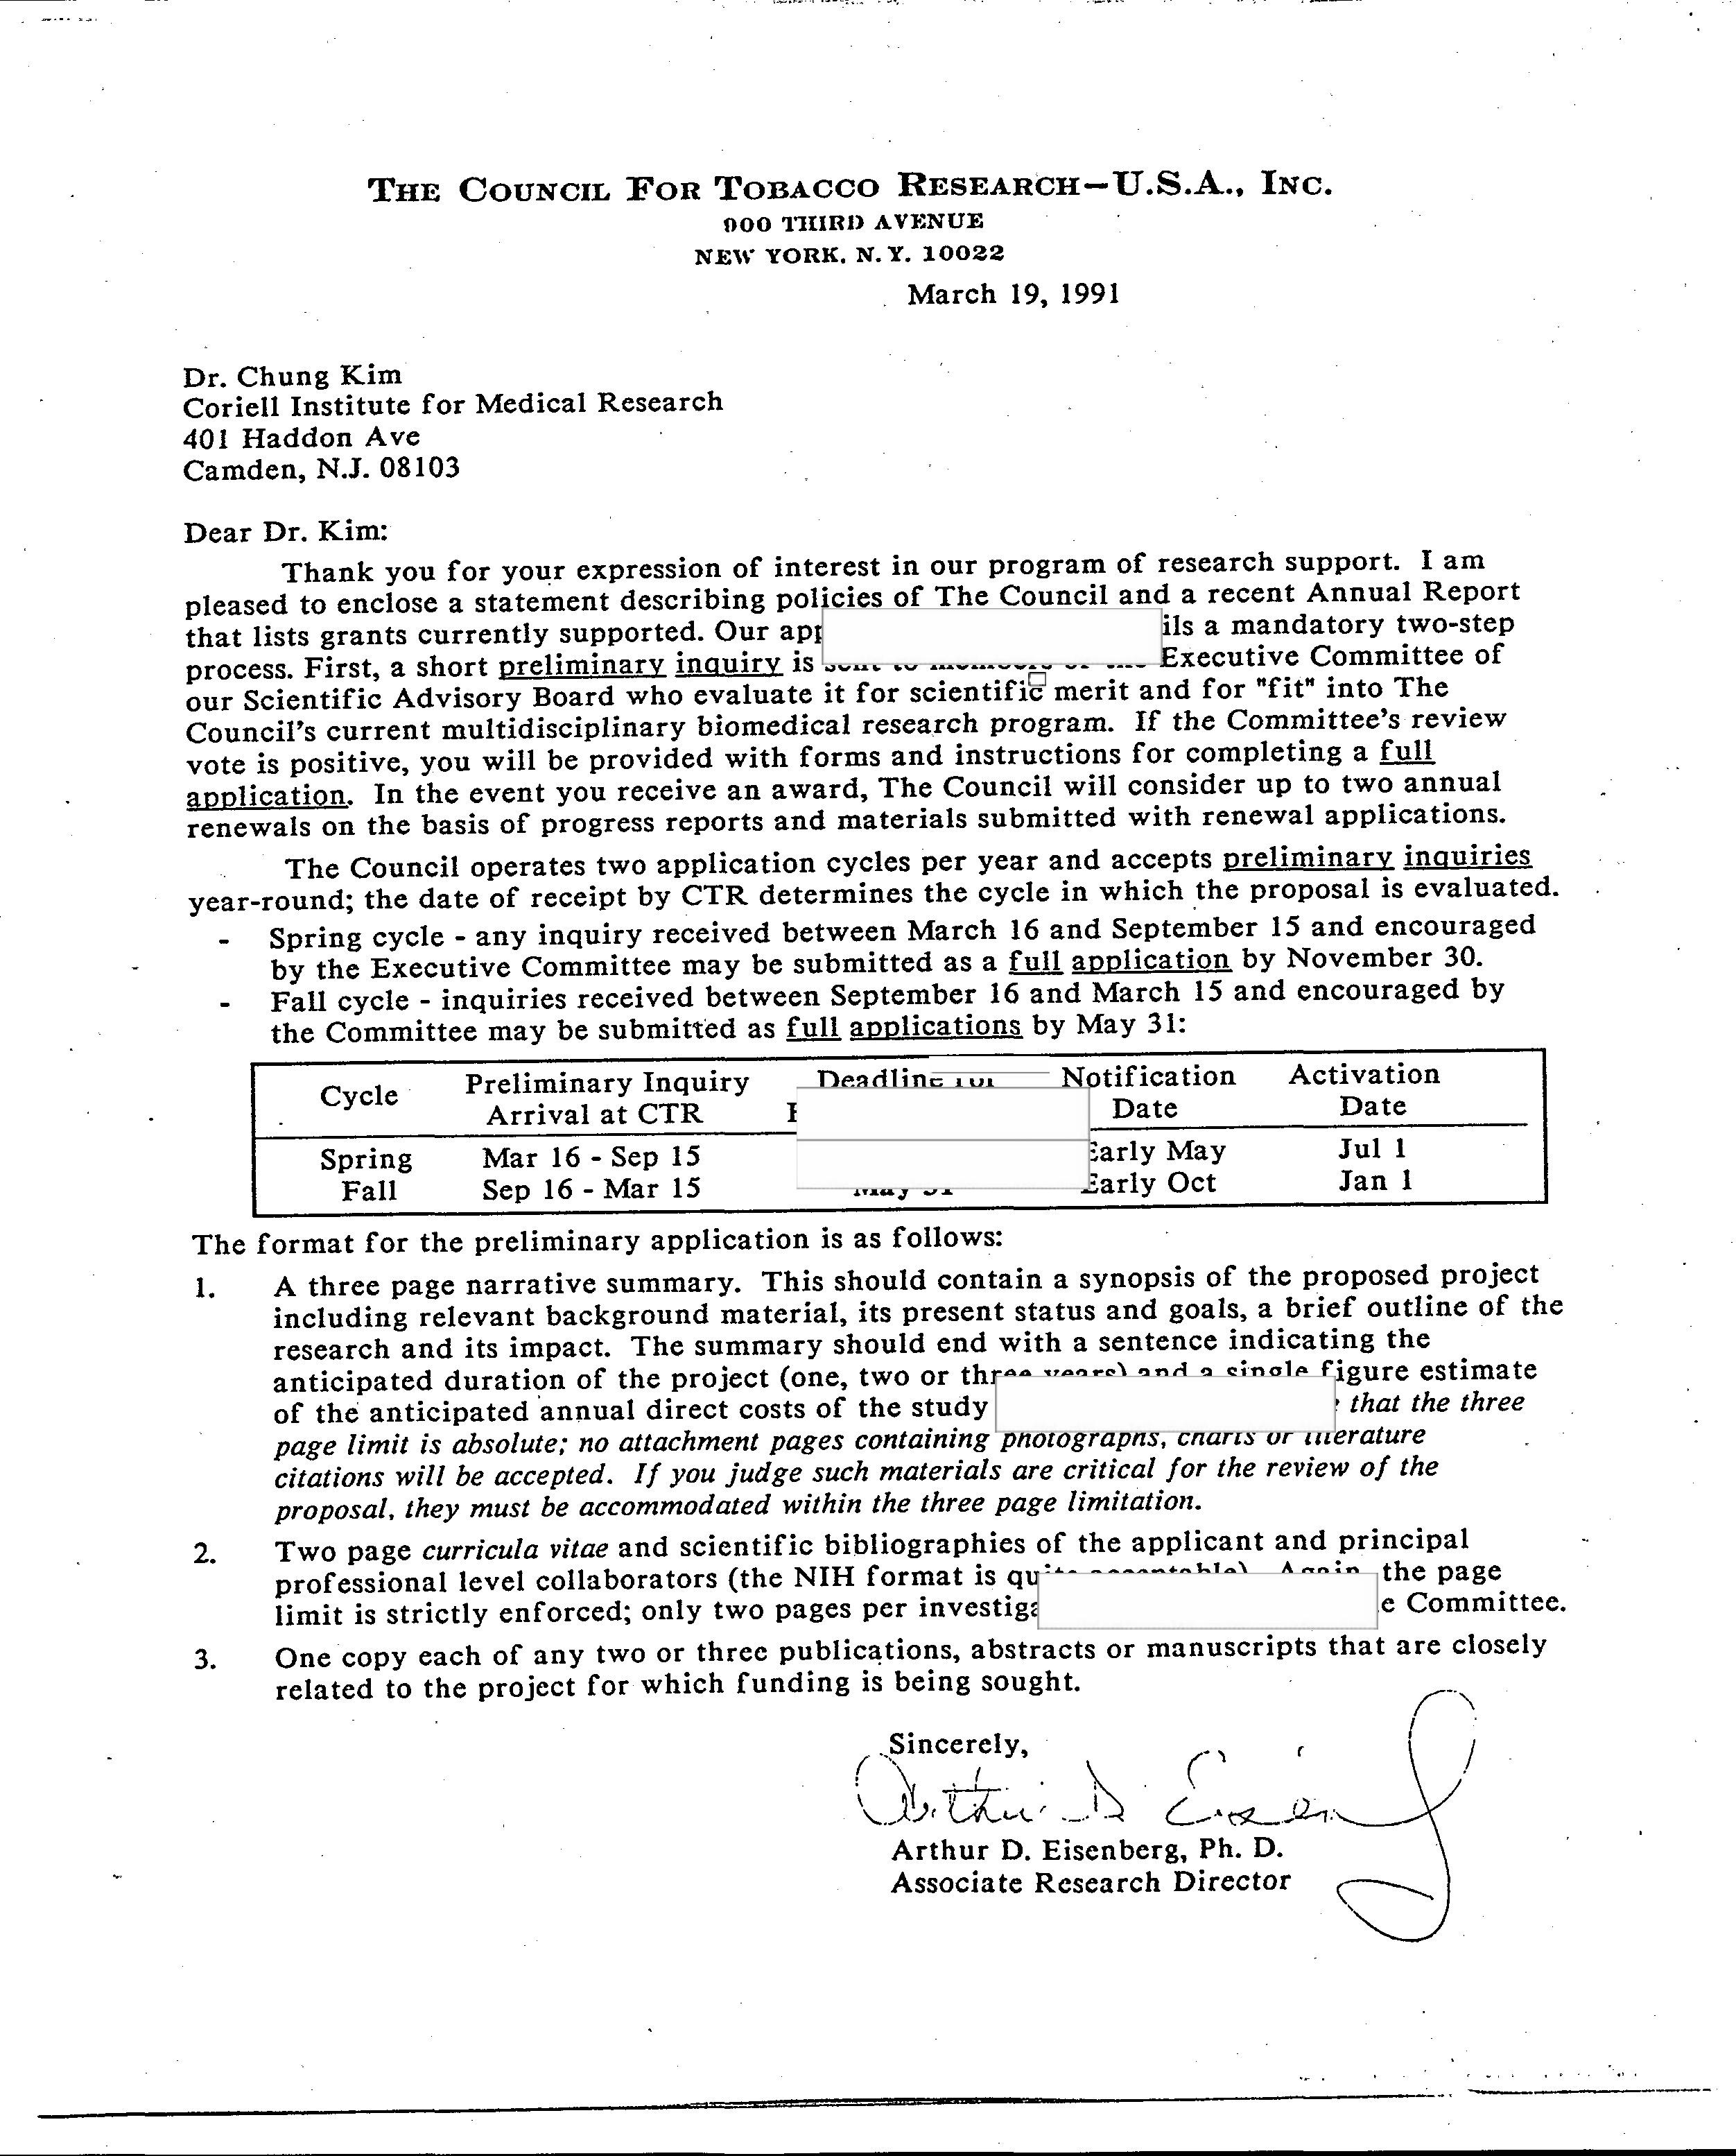 THE COUNCIL FOR TOBACCO RESEARCH—U.S.A., INC.
900 THIRD AVENUE
NEW YORK, N.Y. 10022
March 19, 1991
Dr. Chung Kim
Coriell Institute for Medical Research
401 Haddon Ave
Camden, N.J. 08103
Dear Dr. Kim:
Thank you for your expression of interest in our program of research support. I am
pleased to enclose a statement describing policies of The Council and a recent Annual Report
that lists grants currently supported. Our a mandatory two-step
process. First, a short preliminary inquiry is Executive Committee of
our Scientific Advisory Board who evaluate it for scientific merit and for "fit" into The
Council's current multidisciplinary biomedical research program. If the Committee's review
vote is positive, you will be provided with forms and instructions for completing a full
application. In the event you receive an award, The Council will consider up to two annual
renewals on the basis of progress reports and materials submitted with renewal applications.
The Council operates two application cycles per year and accepts preliminary inquiries
year-round; the date of receipt by CTR determines the cycle in which the proposal is evaluated.
- Spring cycle - any inquiry received between March 16 and September 15 and encouraged
by the Executive Committee may be submitted as a full application by November 30.
- Fall cycle - inquiries received between September 16 and March 15 and encouraged by
the Committee may be submitted as full applications by May 31:
Cycle Preliminary Inquiry Deadline Notification Activation
Arrival at CTR Date Date
Spring Mar 16 - Sep 15 Early May Jul 1
Fall Sep 16 - Mar 15 Early Oct Jan 1
The format for the preliminary application is as follows:
1. A three page narrative summary. This should contain a synopsis of the proposed project
including relevant background material, its present status and goals, a brief outline of the
research and its impact. The summary should end with a sentence indicating the
anticipated duration of the project (one, two or three years) and a single figure estimate
of the anticipated annual direct costs of the study that the three
page limit is absolute; no attachment pages containing photographs, charts or literature
citations will be accepted. If you judge such materials are critical for the review of the
proposal, they must be accommodated within the three page limitation.
2. Two page curricula vitae and scientific bibliographies of the applicant and principal
professional level collaborators (the NIH format is quite acceptable). Again, the page
limit is strictly enforced; only two pages per Committee.
3. One copy each of any two or three publications, abstracts or manuscripts that are closely
related to the project for which funding is being sought.
Sincerely,
Arthur D. Eisenberg, Ph. D.
Associate Research Director